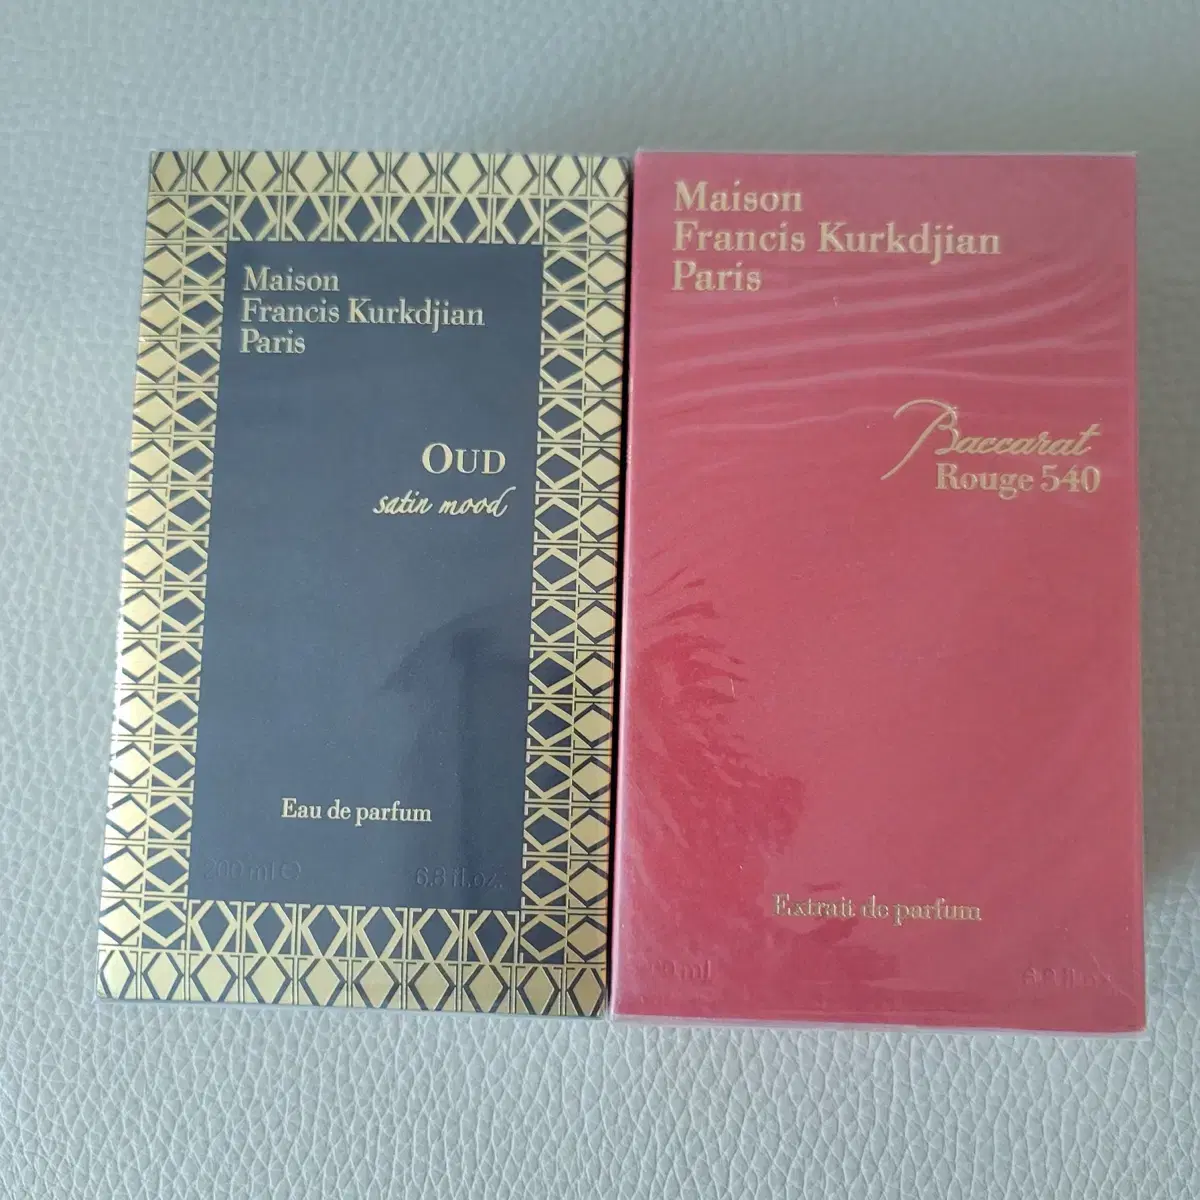 Maison
Francis Kurkdjian
Paris
OUD
satin mood
Eau de parfum
200 ml e 6.8 fl.oz.
Maison
Francis Kurkdjian
Paris
Baccarat
Rouge 540
Extrait de parfum
ml